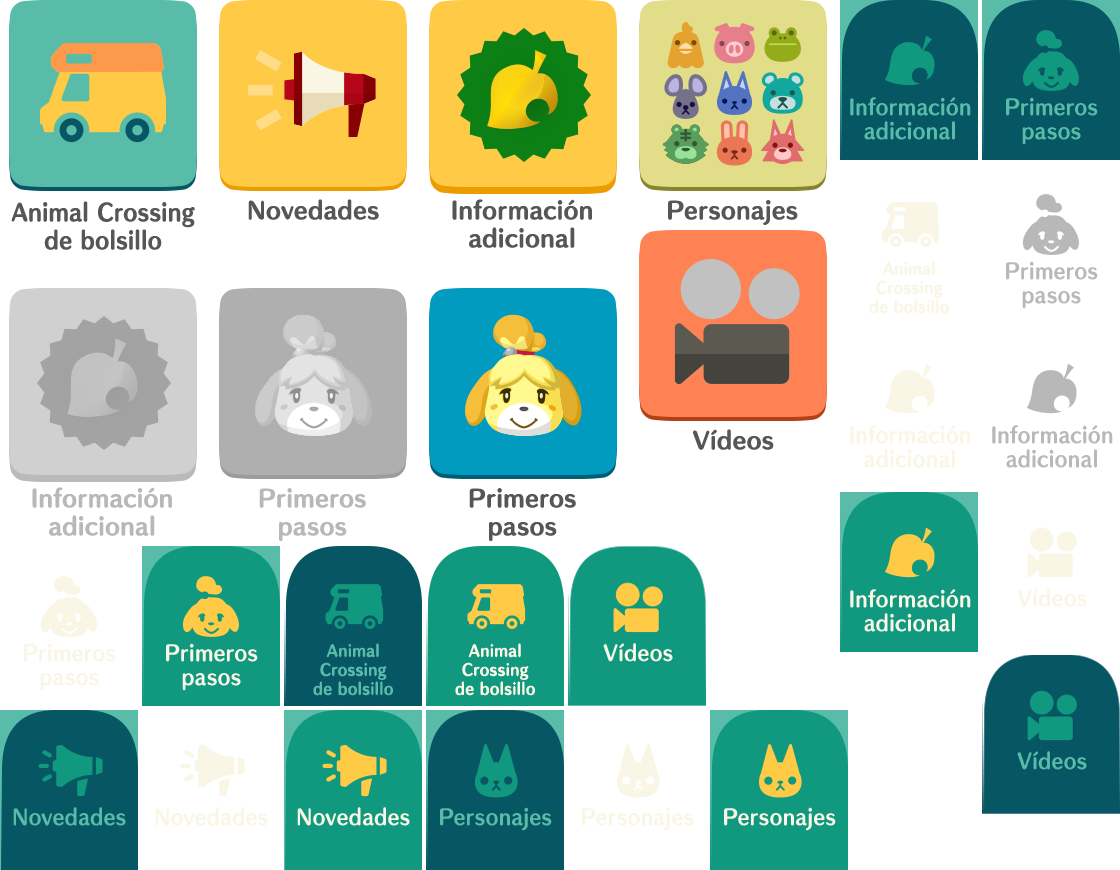 Animal Crossing
de bolsillo
Novedades
Información
adicional
Personajes
Información
adicional
Primeros
pasos
Animal
Crossing
de bolsillo
Primeros
pasos
Información
adicional
Primeros
pasos
Primeros
pasos
Vídeos
Información
adicional
Información
adicional
Información
adicional
Vídeos
Primeros
pasos
Primeros
pasos
Animal
Crossing
de bolsillo
Animal
Crossing
de bolsillo
Vídeos
Vídeos
Novedades
Novedades
Novedades
Personajes
Personajes
Personajes